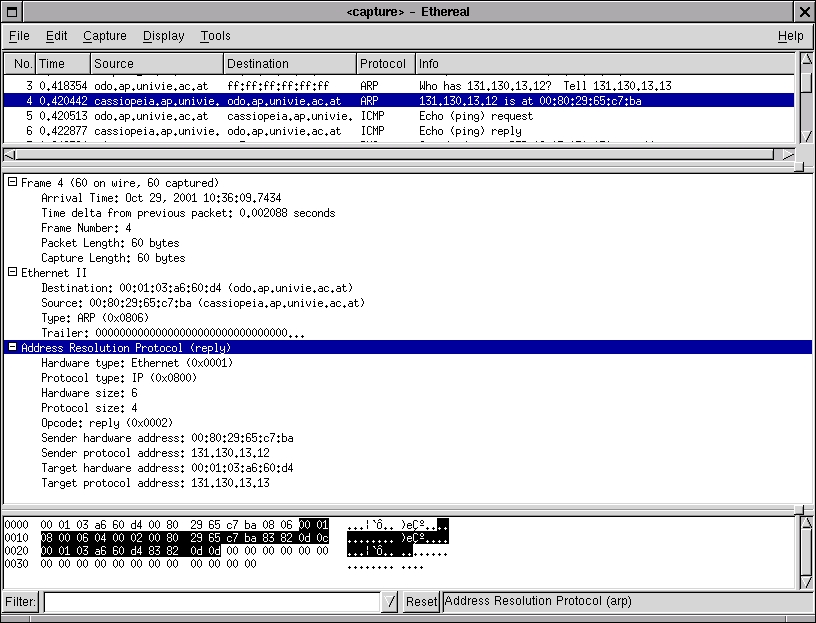 <capture> - Ethereal
File Edit Capture Display Tools Help
No. Time Source Destination Protocol Info
3 0.418354 odo.ap.univie.ac.at ff:ff:ff:ff:ff:ff ARP Who has 131.130.13.12? Tell 131.130.13.13
4 0.420442 cassiopeia.ap.univie. odo.ap.univie.ac.at ARP 131.130.13.12 is at 00:80:29:65:c7:ba
5 0.420513 odo.ap.univie.ac.at cassiopeia.ap.univie. ICMP Echo (ping) request
6 0.422877 cassiopeia.ap.univie. odo.ap.univie.ac.at ICMP Echo (ping) reply
Frame 4 (60 on wire, 60 captured)
Arrival Time: Oct 29, 2001 10:36:09.7434
Time delta from previous packet: 0.002088 seconds
Frame Number: 4
Packet Length: 60 bytes
Capture Length: 60 bytes
Ethernet II
Destination: 00:01:03:a6:60:d4 (odo.ap.univie.ac.at)
Source: 00:80:29:65:c7:ba (cassiopeia.ap.univie.ac.at)
Type: ARP (0x0806)
Trailer: 00000000000000000000000000000000...
Address Resolution Protocol (reply)
Hardware type: Ethernet (0x0001)
Protocol type: IP (0x0800)
Hardware size: 6
Protocol size: 4
Opcode: reply (0x0002)
Sender hardware address: 00:80:29:65:c7:ba
Sender protocol address: 131.130.13.12
Target hardware address: 00:01:03:a6:60:d4
Target protocol address: 131.130.13.13
0000 00 01 03 a6 60 d4 00 80 29 65 c7 ba 08 06 00 01 ...¦`Ô.. )eÇº....
0010 08 00 06 04 00 02 00 80 29 65 c7 ba 83 82 0d 0c ........ )eÇº....
0020 00 01 03 a6 60 d4 83 82 0d 0d 00 00 00 00 00 00 ...¦`Ô.. ........
0030 00 00 00 00 00 00 00 00 00 00 00 00 ........ ....
Filter: Reset Address Resolution Protocol (arp)